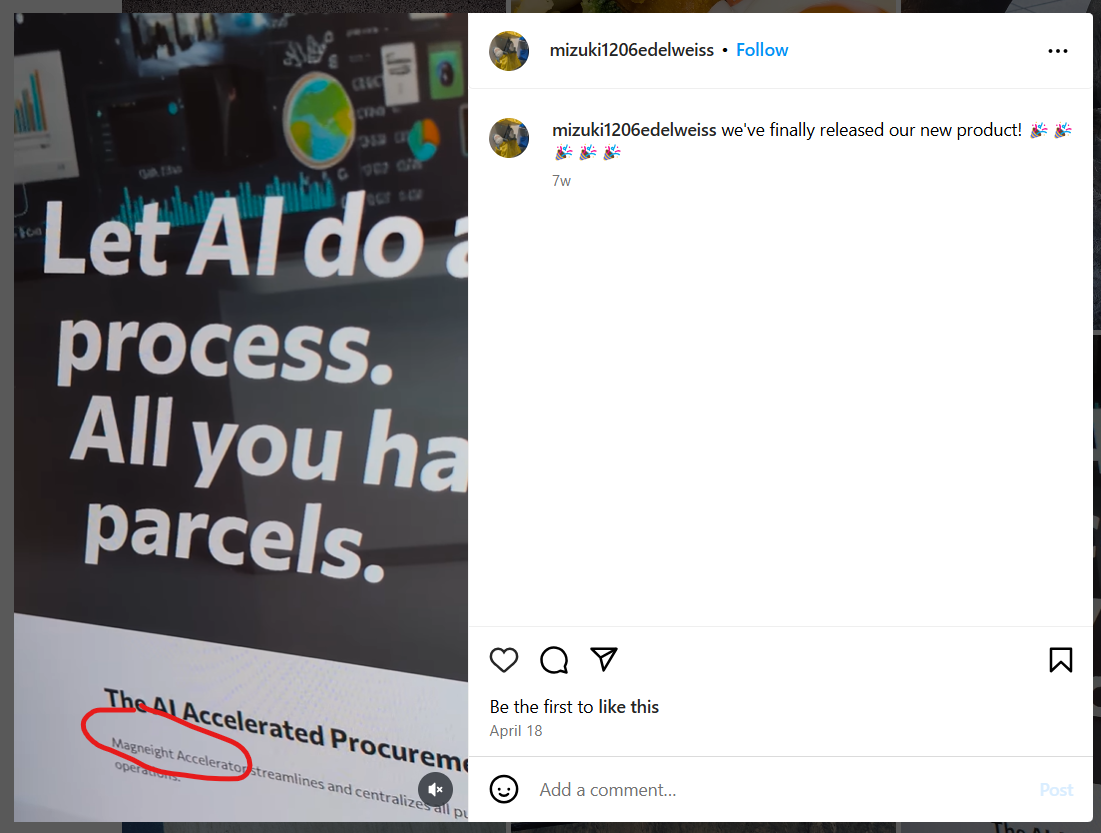 Let AI do
process.
All you ha
parcels.
The AI Accelerated Procureme
Magneight Accelerator streamlines and centralizes all pu
operations.
mizuki1206edelweiss • Follow
mizuki1206edelweiss we've finally released our new product! 🎉 🎉
🎉 🎉 🎉
7w
Be the first to like this
April 18
Add a comment...
Post